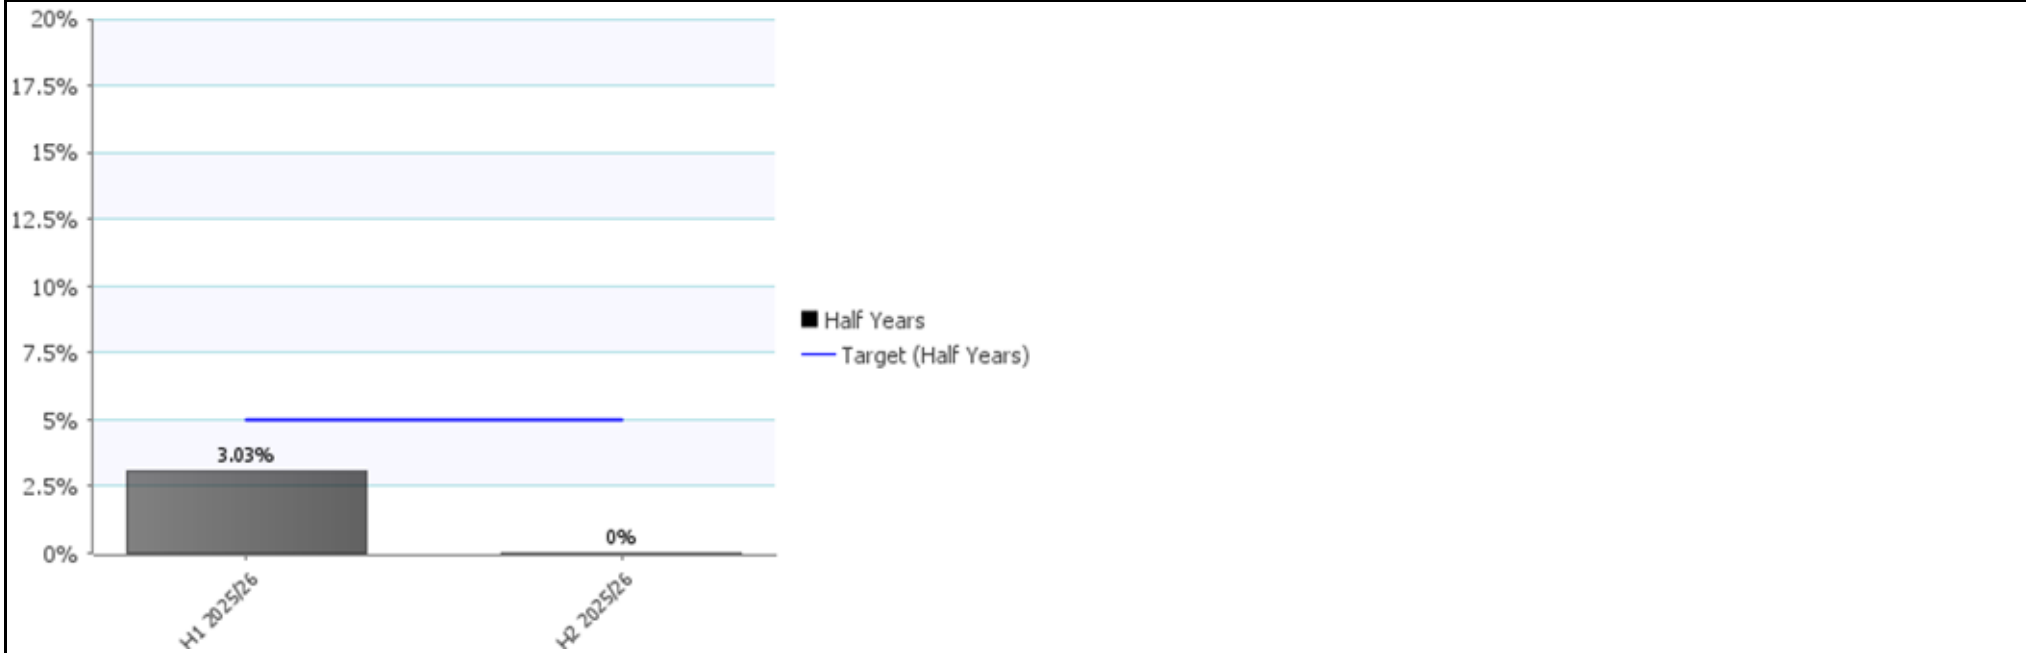 20%
17.5%
15%
12.5%
10%
7.5%
5%
2.5%
0%
3.03%
0%
H1 2025/26
H2 2025/26
Half Years
Target (Half Years)